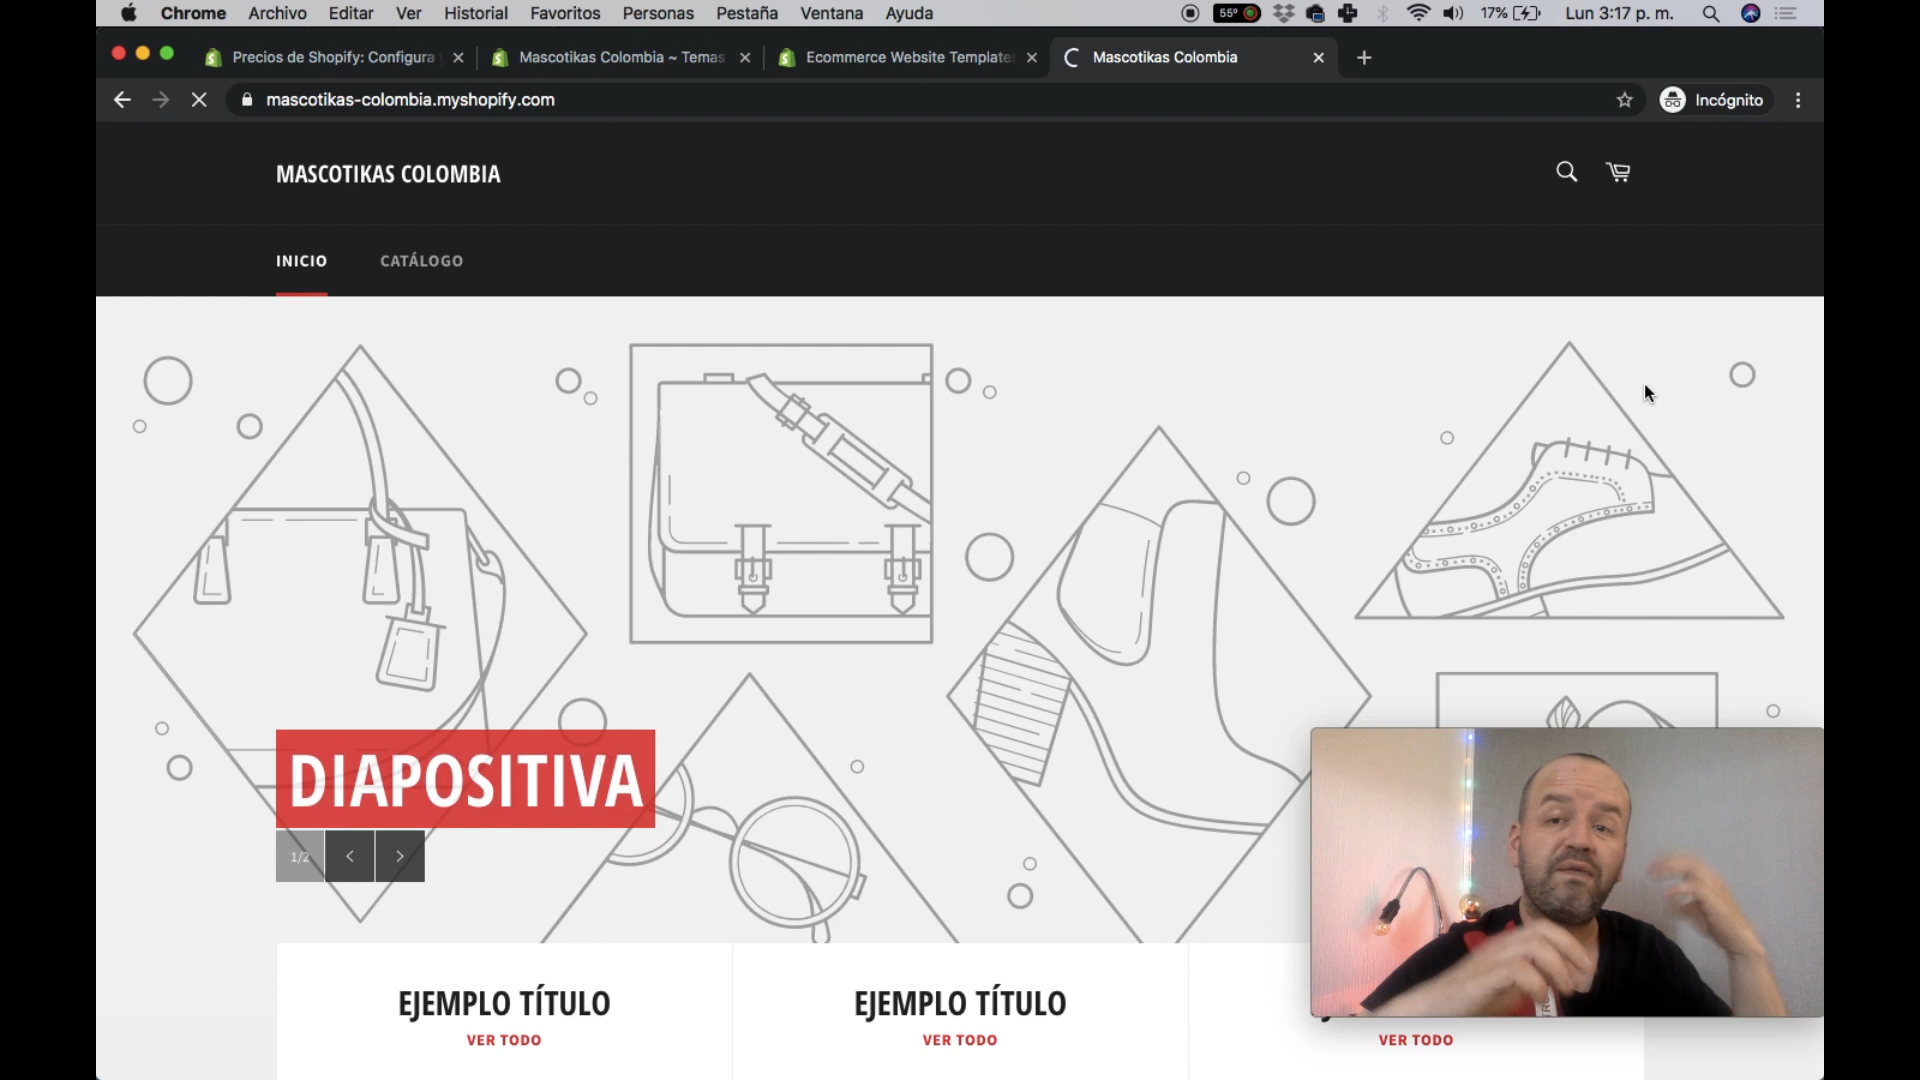 Chrome Archivo Editar Ver Historial Favoritos Personas Pestaña Ventana Ayuda 55° 17% Lun 3:17 p. m.
Precios de Shopify: Configura Mascotikas Colombia ~ Temas Ecommerce Website Templates Mascotikas Colombia
mascotikas-colombia.myshopify.com Incógnito
MASCOTIKAS COLOMBIA
INICIO CATÁLOGO
DIAPOSITIVA
1/2
EJEMPLO TÍTULO EJEMPLO TÍTULO
VER TODO VER TODO VER TODO